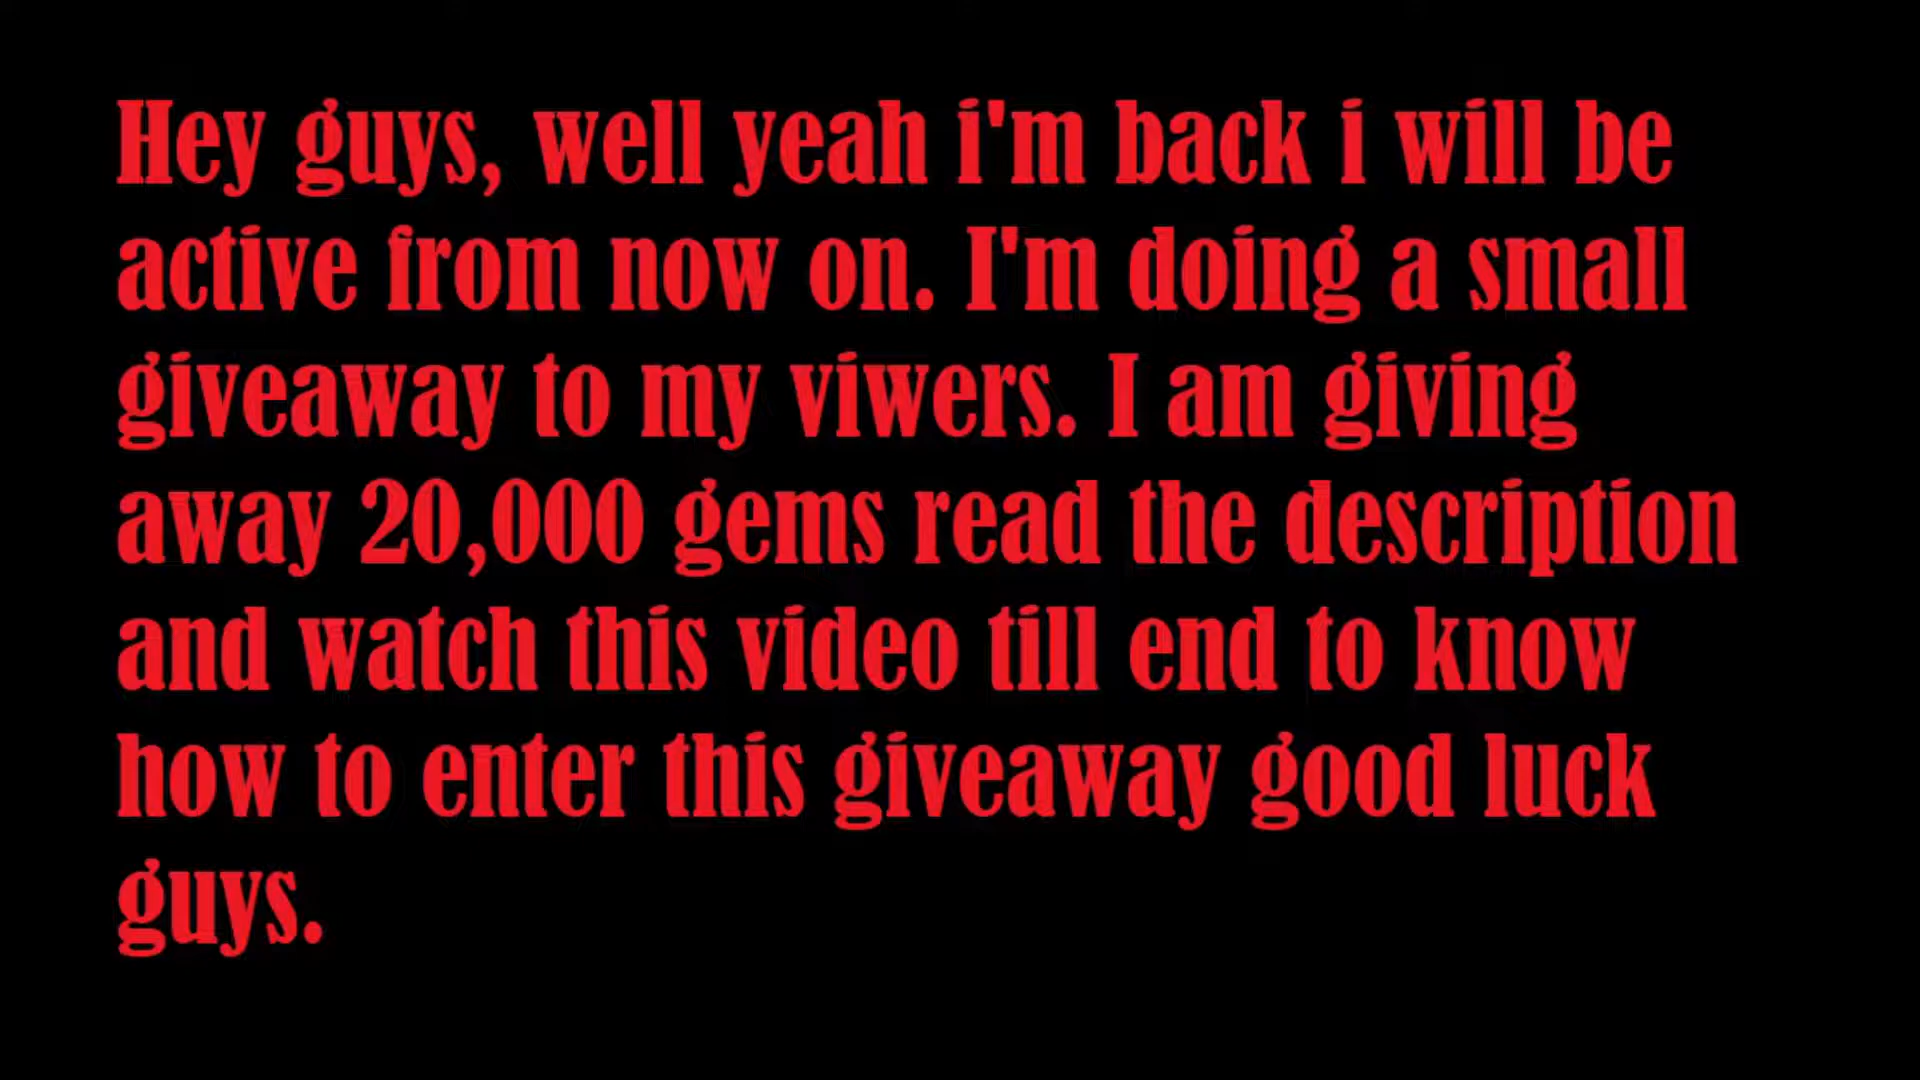 Hey guys, well yeah i'm back i will be
active from now on. I'm doing a small
giveaway to my viwers. I am giving
away 20,000 gems read the description
and watch this video till end to know
how to enter this giveaway good luck
guys.